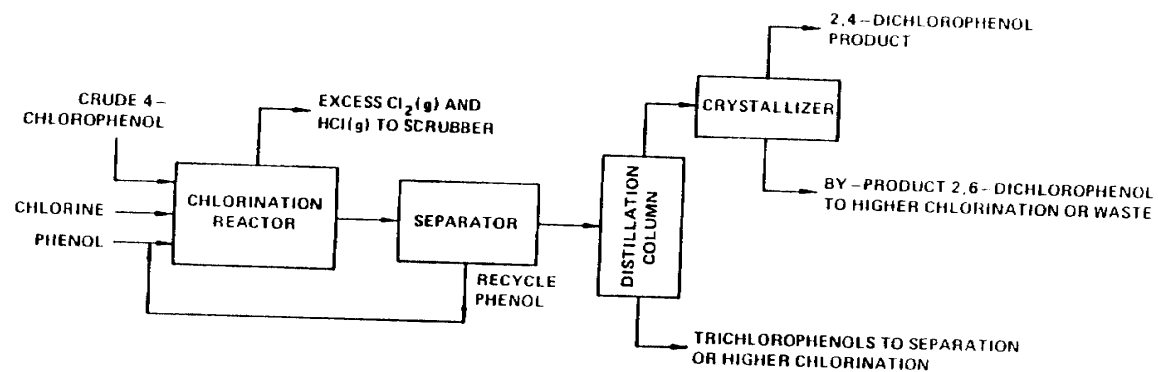 2,4-DICHLOROPHENOL
PRODUCT
CRYSTALLIZER
CRUDE 4-
CHLOROPHENOL
EXCESS Cl2(g) AND
HCl(g) TO SCRUBBER
BY-PRODUCT 2,6-DICHLOROPHENOL
TO HIGHER CHLORINATION OR WASTE
CHLORINE
PHENOL
CHLORINATION
REACTOR
SEPARATOR
RECYCLE
PHENOL
DISTILLATION
COLUMN
TRICHLOROPHENOLS TO SEPARATION
OR HIGHER CHLORINATION